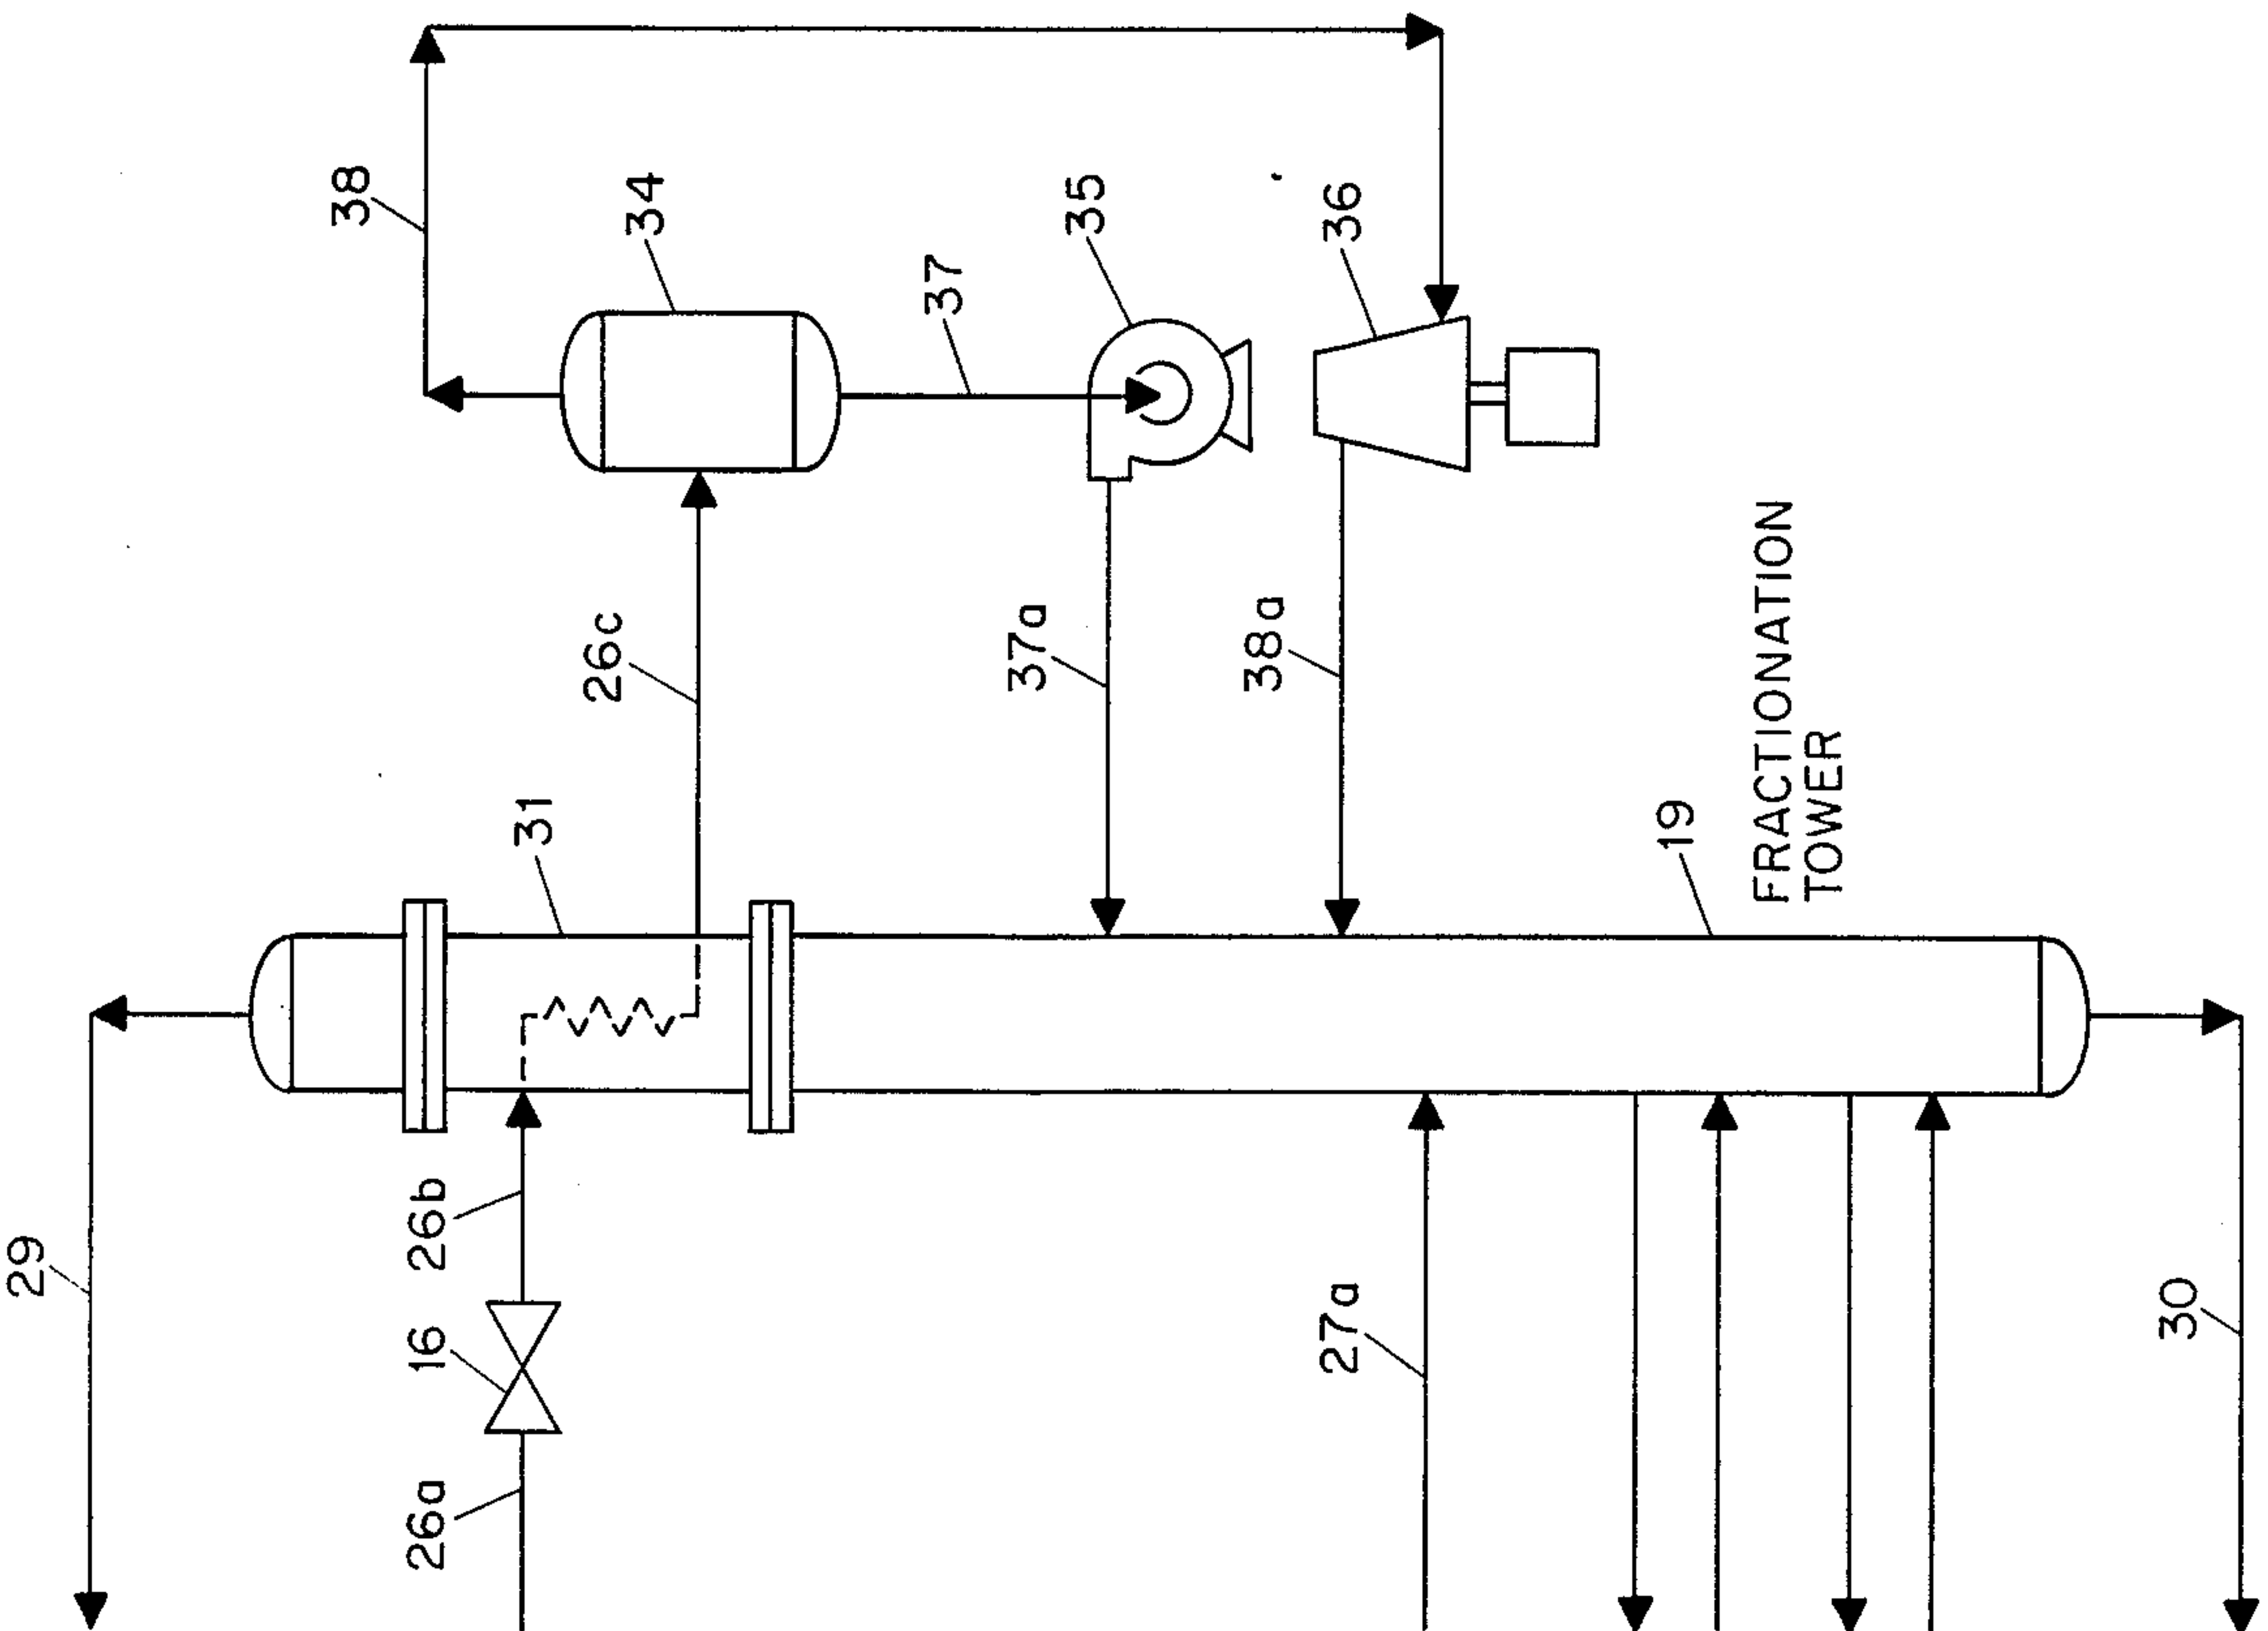 29
38
26a
16
26b
31
26c
34
37
37a
35
38a
27a
36
19
FRACTIONATION
TOWER
30